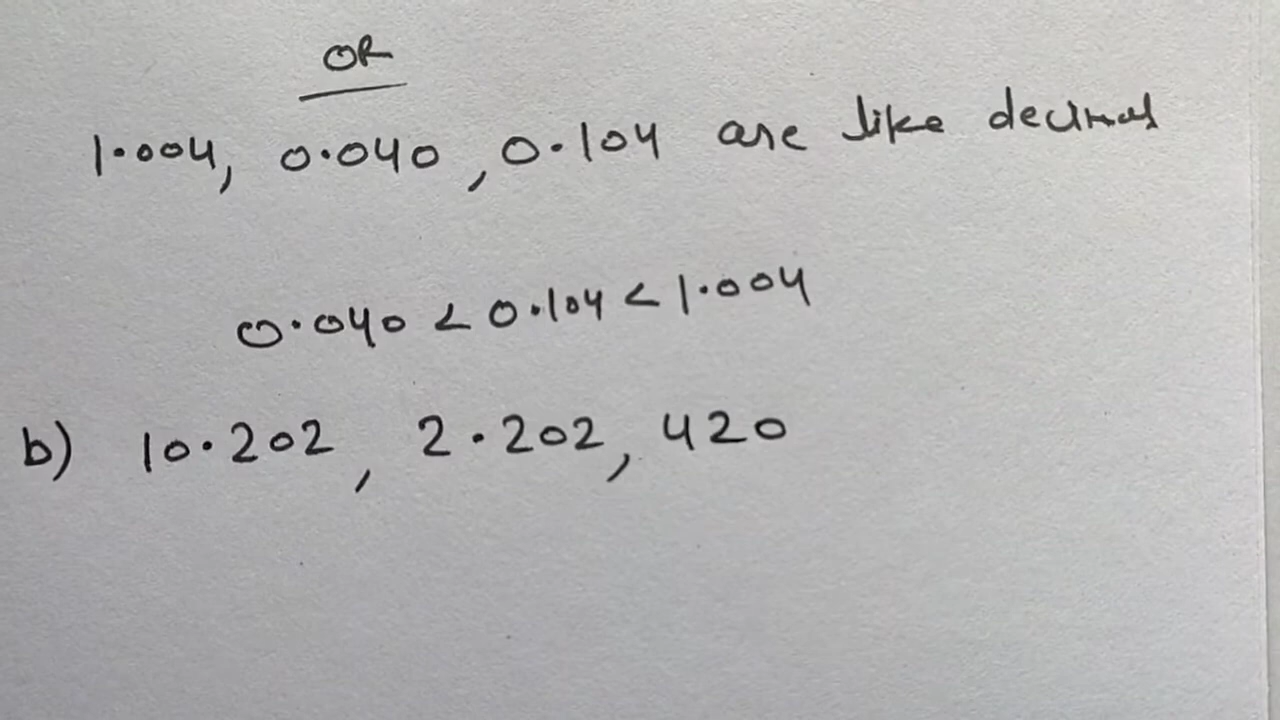 OR
1.004, 0.040, 0.104 are like decimal
0.040 < 0.104 < 1.004
b) 10.202, 2.202, 420